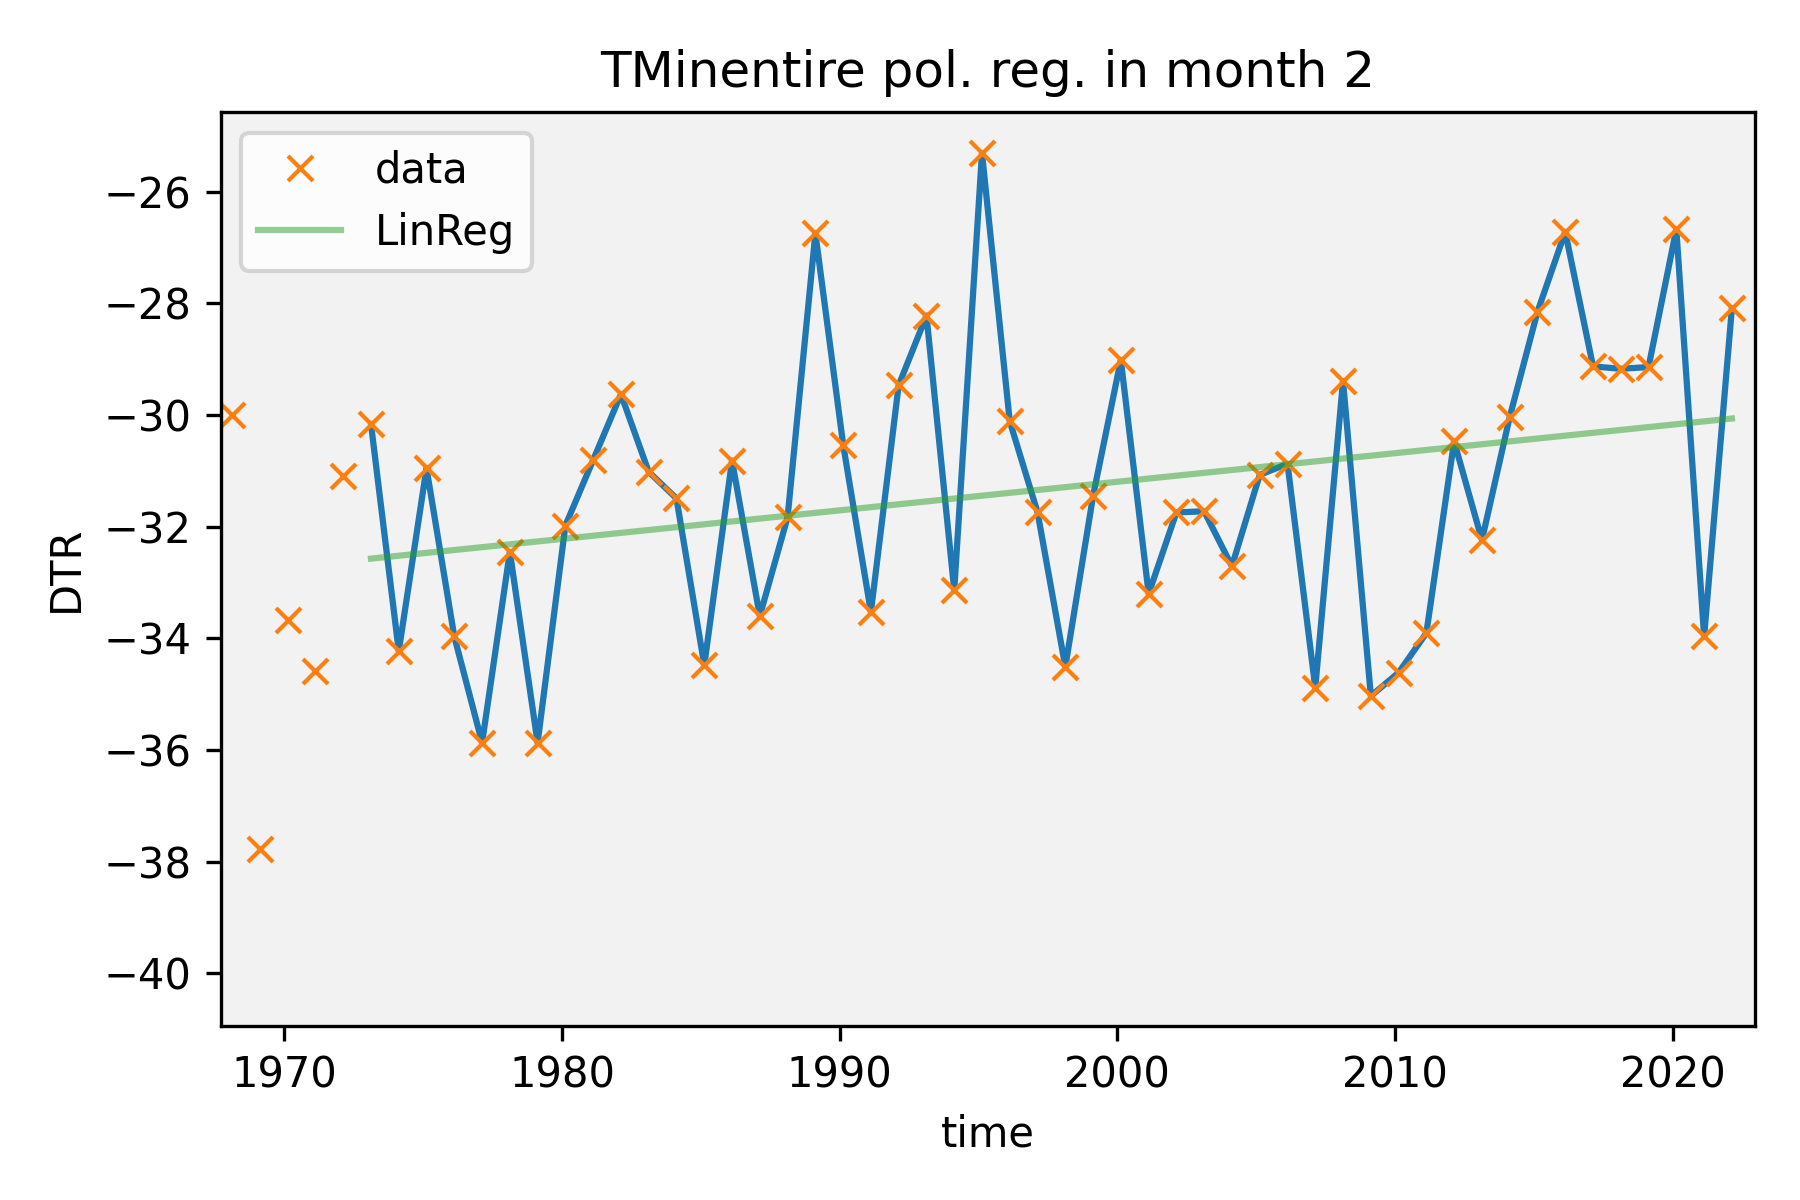 TMinentire pol. reg. in month 2
data
LinReg
DTR
−26
−28
−30
−32
−34
−36
−38
−40
1970 1980 1990 2000 2010 2020
time